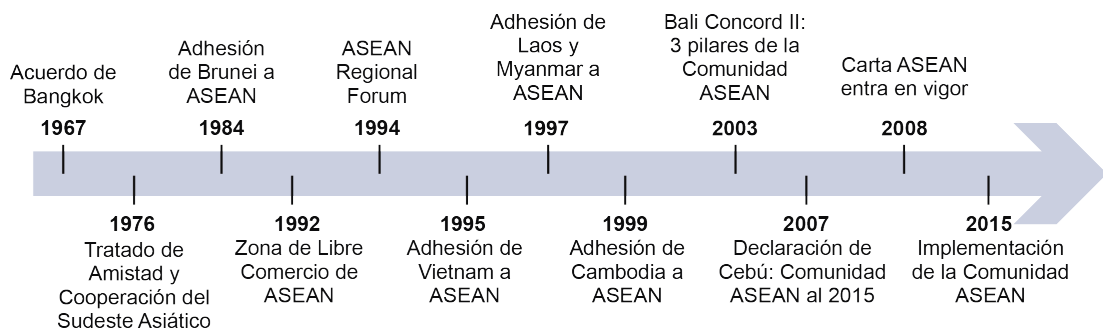 Acuerdo de
Bangkok
1967
Adhesión
de Brunei a
ASEAN
1984
ASEAN
Regional
Forum
1994
Adhesión de
Laos y
Myanmar a
ASEAN
1997
Bali Concord II:
3 pilares de la
Comunidad
ASEAN
2003
Carta ASEAN
entra en vigor
2008
1976
Tratado de
Amistad y
Cooperación del
Sudeste Asiático
1992
Zona de Libre
Comercio de
ASEAN
1995
Adhesión de
Vietnam a
ASEAN
1999
Adhesión de
Cambodia a
ASEAN
2007
Declaración de
Cebú: Comunidad
ASEAN al 2015
2015
Implementación
de la Comunidad
ASEAN